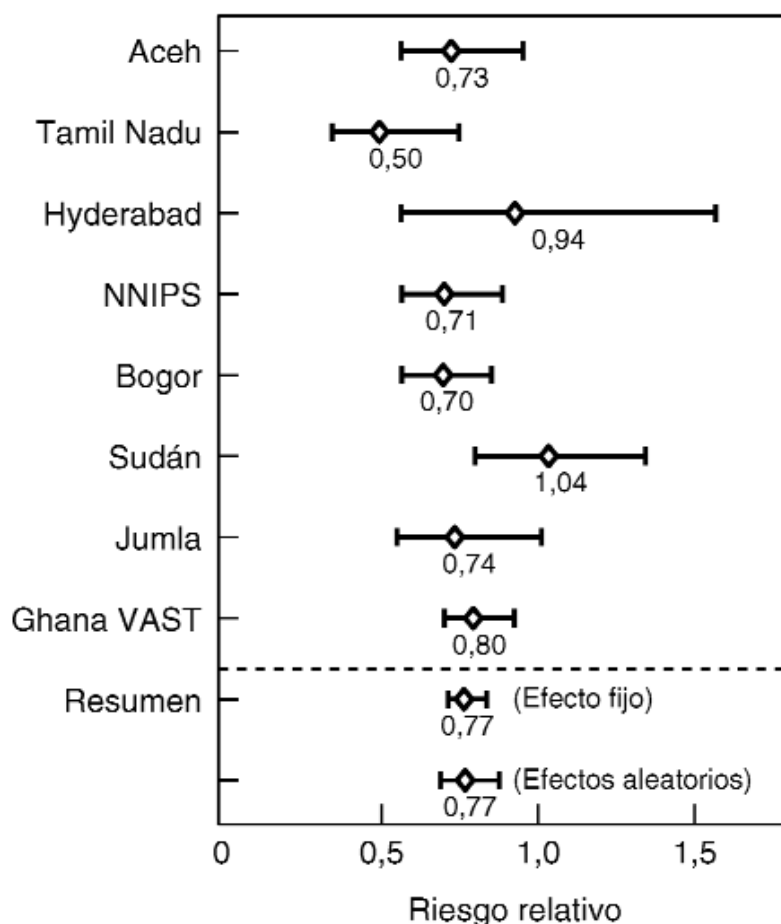 Aceh
0,73
Tamil Nadu
0,50
Hyderabad
0,94
NNIPS
0,71
Bogor
0,70
Sudán
1,04
Jumla
0,74
Ghana VAST
0,80
Resumen (Efecto fijo)
0,77
(Efectos aleatorios)
0,77
0 0,5 1,0 1,5
Riesgo relativo